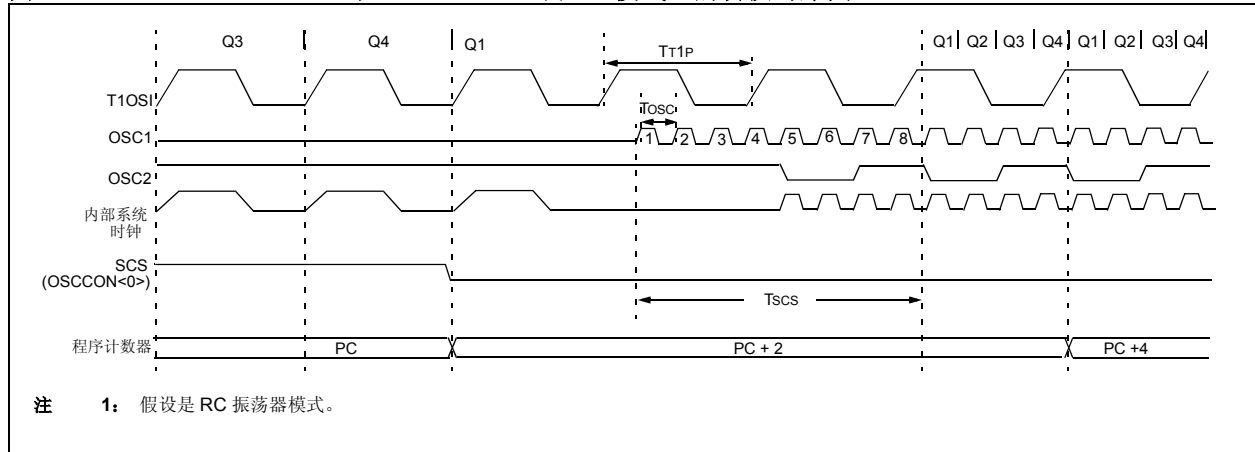 Q3 Q4 Q1 TT1P Q1 Q2 Q3 Q4 Q1 Q2 Q3 Q4
T1OSI
TOSC
OSC1 1 2 3 4 5 6 7 8
OSC2
内部系统
时钟
SCS
(OSCCON<0>)
TSCS
程序计数器 PC PC + 2 PC +4
注 1： 假设是 RC 振荡器模式。